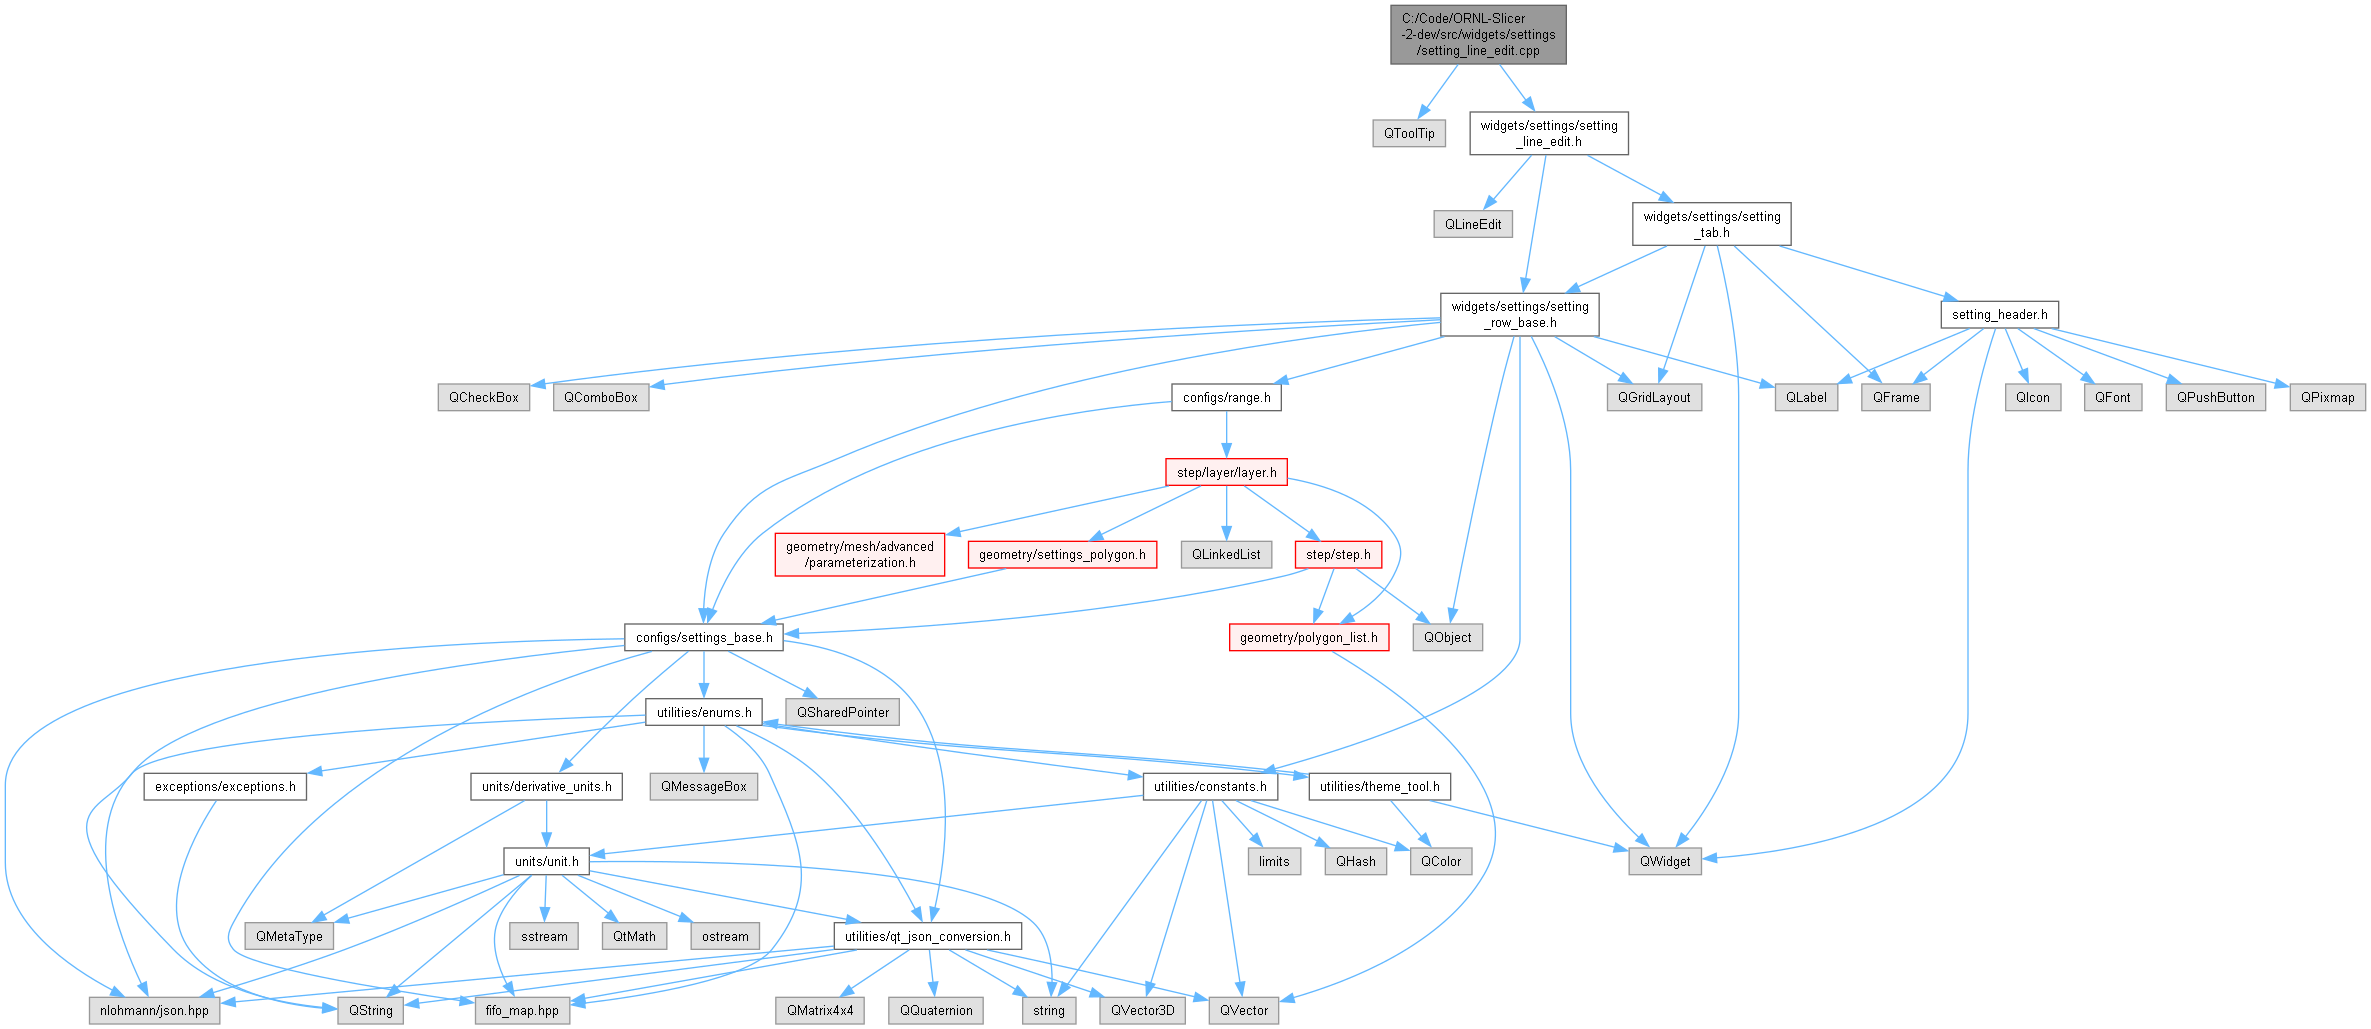 C:/Code/ORNL-Slicer
-2-dev/src/widgets/settings
/setting_line_edit.cpp
QToolTip
widgets/settings/setting
_line_edit.h
QLineEdit
widgets/settings/setting
_tab.h
widgets/settings/setting
_row_base.h
setting_header.h
QCheckBox
QComboBox
configs/range.h
QGridLayout
QLabel
QFrame
QIcon
QFont
QPushButton
QPixmap
step/layer/layer.h
geometry/mesh/advanced
/parameterization.h
geometry/settings_polygon.h
QLinkedList
step/step.h
configs/settings_base.h
geometry/polygon_list.h
QObject
utilities/enums.h
QSharedPointer
exceptions/exceptions.h
units/derivative_units.h
QMessageBox
utilities/constants.h
utilities/theme_tool.h
units/unit.h
limits
QHash
QColor
QWidget
QMetaType
sstream
QtMath
ostream
utilities/qt_json_conversion.h
nlohmann/json.hpp
QString
fifo_map.hpp
QMatrix4x4
QQuaternion
string
QVector3D
QVector